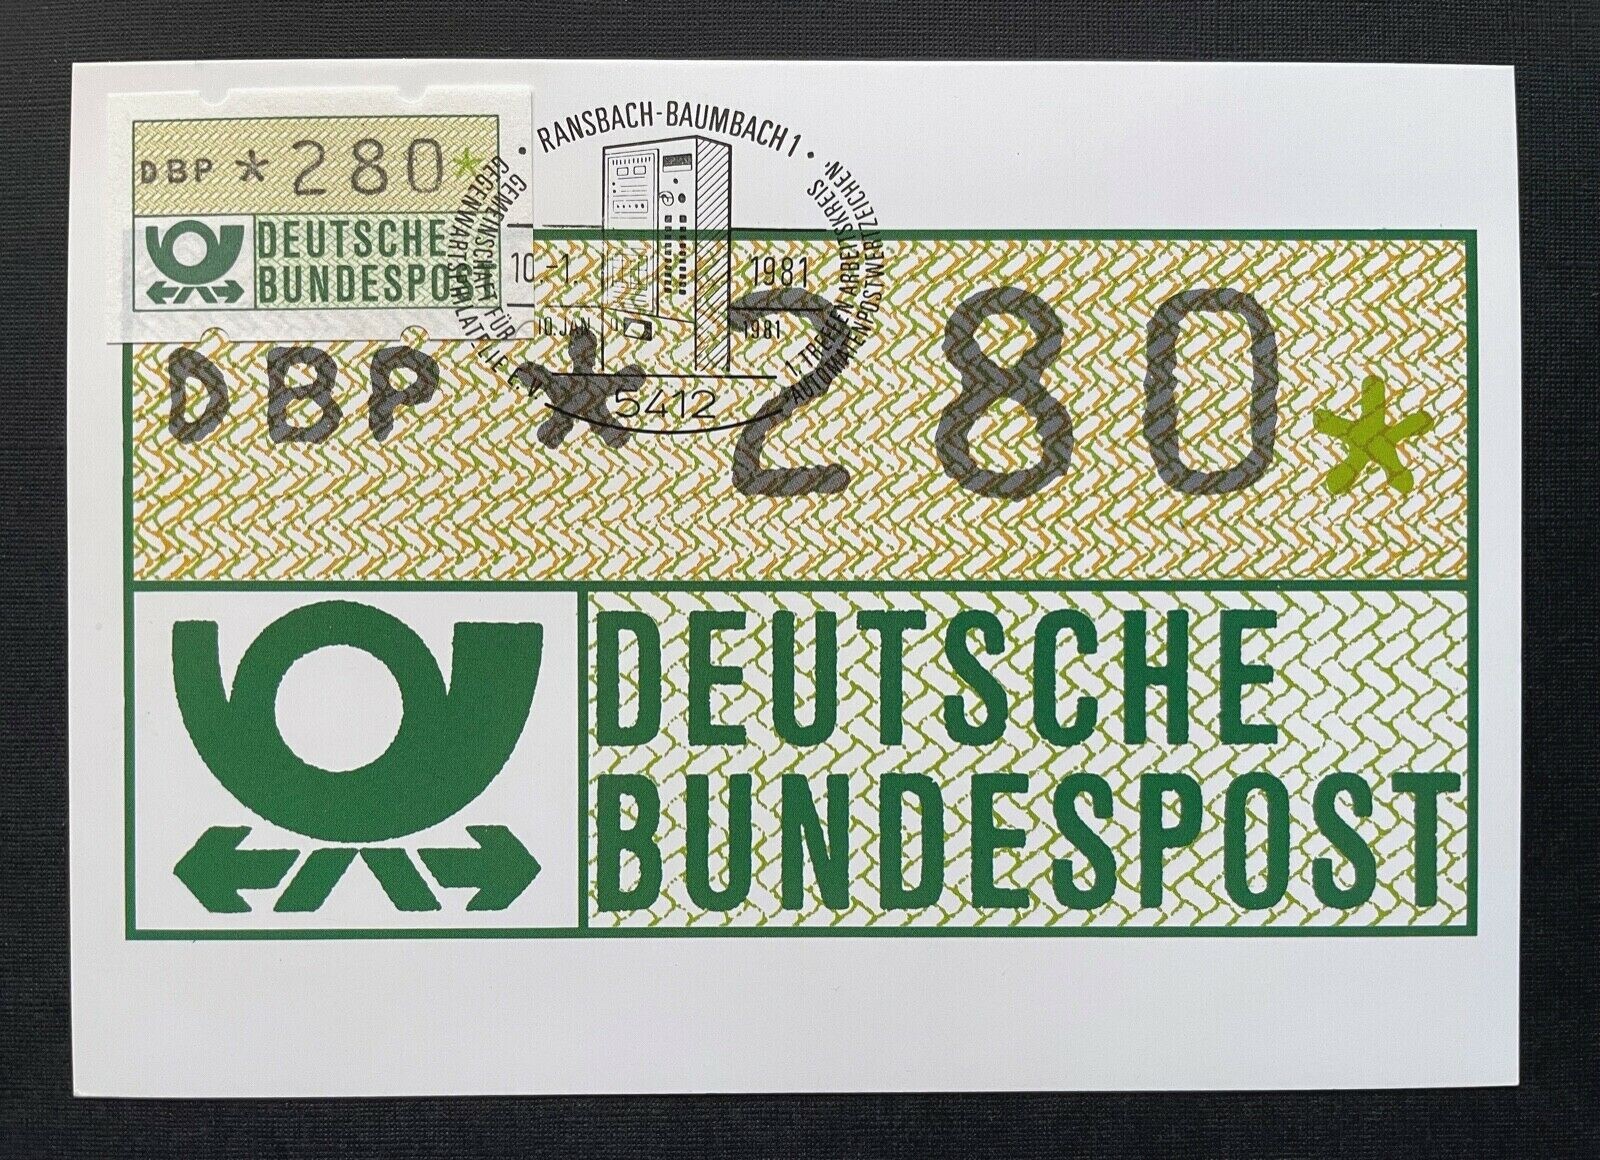 DBP *280*
DEUTSCHE
BUNDESPOST
• RANSBACH-BAUMBACH 1 •
GEMEINSCHAFT FÜR
GEGENWARTSPHILATELIE E. V.
1. TREFFEN ARBEITSKREIS
'AUTOMATENPOSTWERTZEICHEN'
10.-1. 1981
10. JAN 1981
5412
DBP *280*
DEUTSCHE
BUNDESPOST